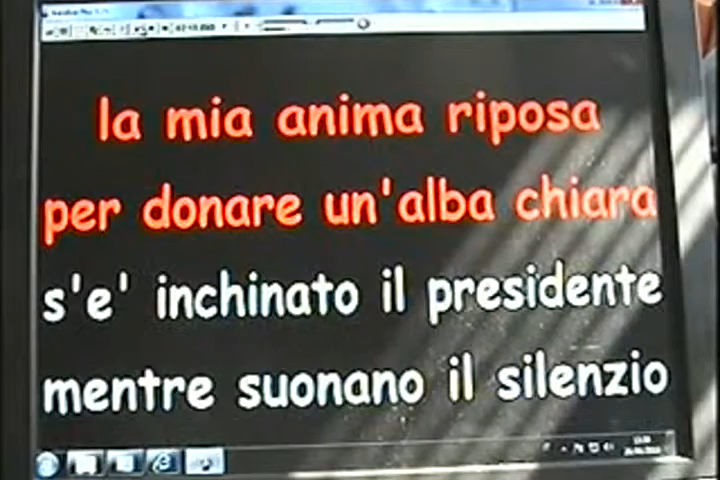 la mia anima riposa
per donare un'alba chiara
s'e' inchinato il presidente
mentre suonano il silenzio